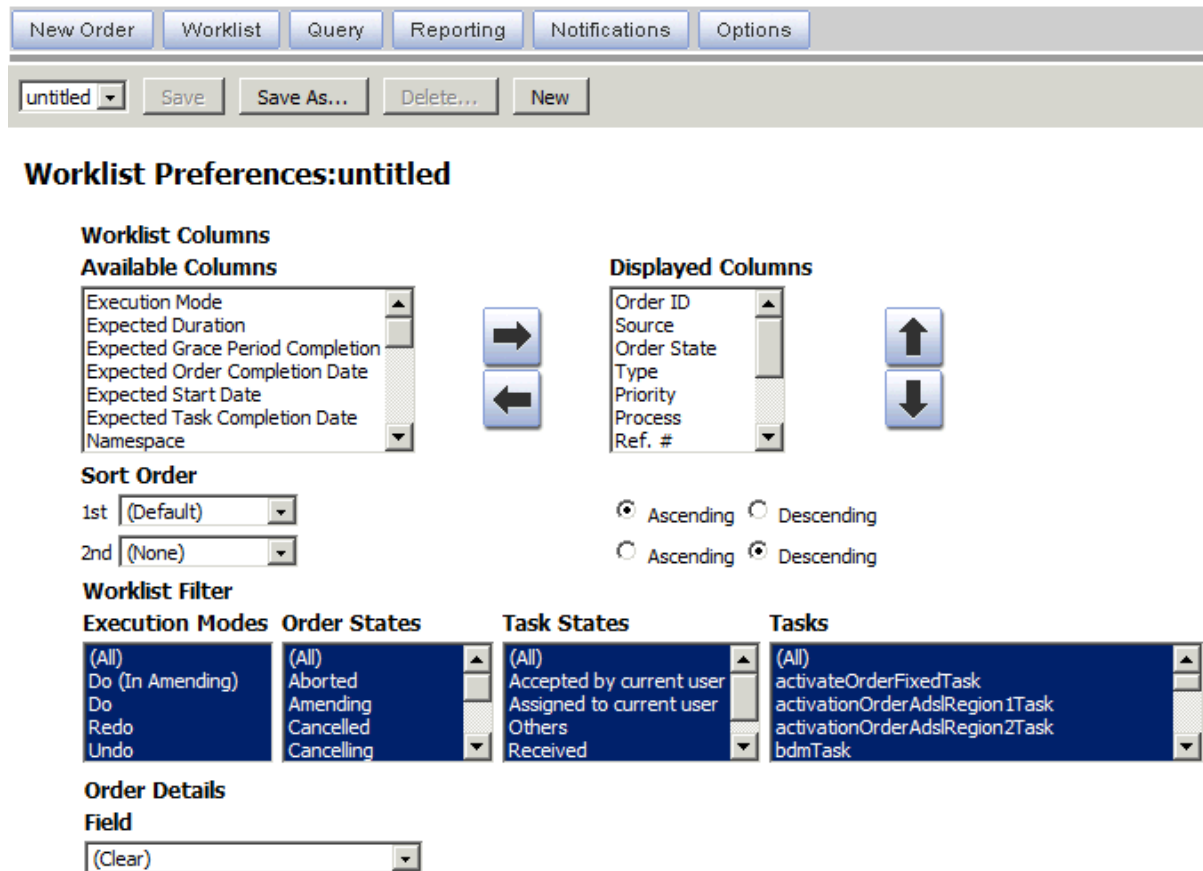 New Order Worklist Query Reporting Notifications Options
untitled Save Save As... Delete... New
Worklist Preferences:untitled
Worklist Columns
Available Columns Displayed Columns
Execution Mode Order ID
Expected Duration Source
Expected Grace Period Completion Order State
Expected Order Completion Date Type
Expected Start Date Priority
Expected Task Completion Date Process
Namespace Ref. #
Sort Order
1st (Default) Ascending Descending
2nd (None) Ascending Descending
Worklist Filter
Execution Modes Order States Task States Tasks
(All) (All) (All) (All)
Do (In Amending) Aborted Accepted by current user activateOrderFixedTask
Do Amending Assigned to current user activationOrderAdslRegion1Task
Redo Cancelled Others activationOrderAdslRegion2Task
Undo Cancelling Received bdmTask
Order Details
Field
(Clear)